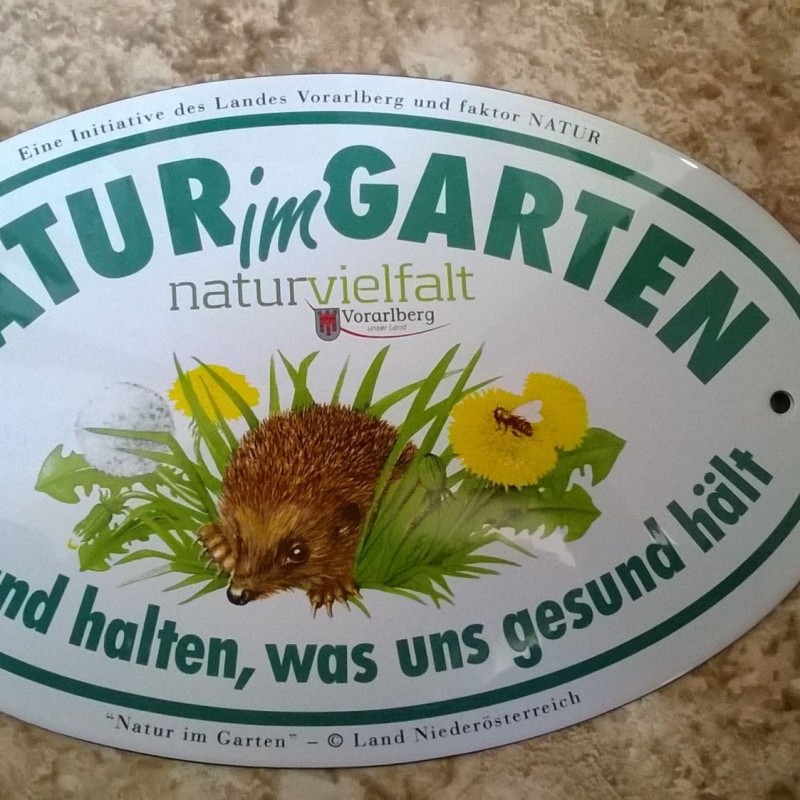 Eine Initiative des Landes Vorarlberg und faktor NATUR
ATUR im GARTEN
naturvielfalt
Vorarlberg
unser Land
nd halten, was uns gesund hält
"Natur im Garten" – © Land Niederösterreich